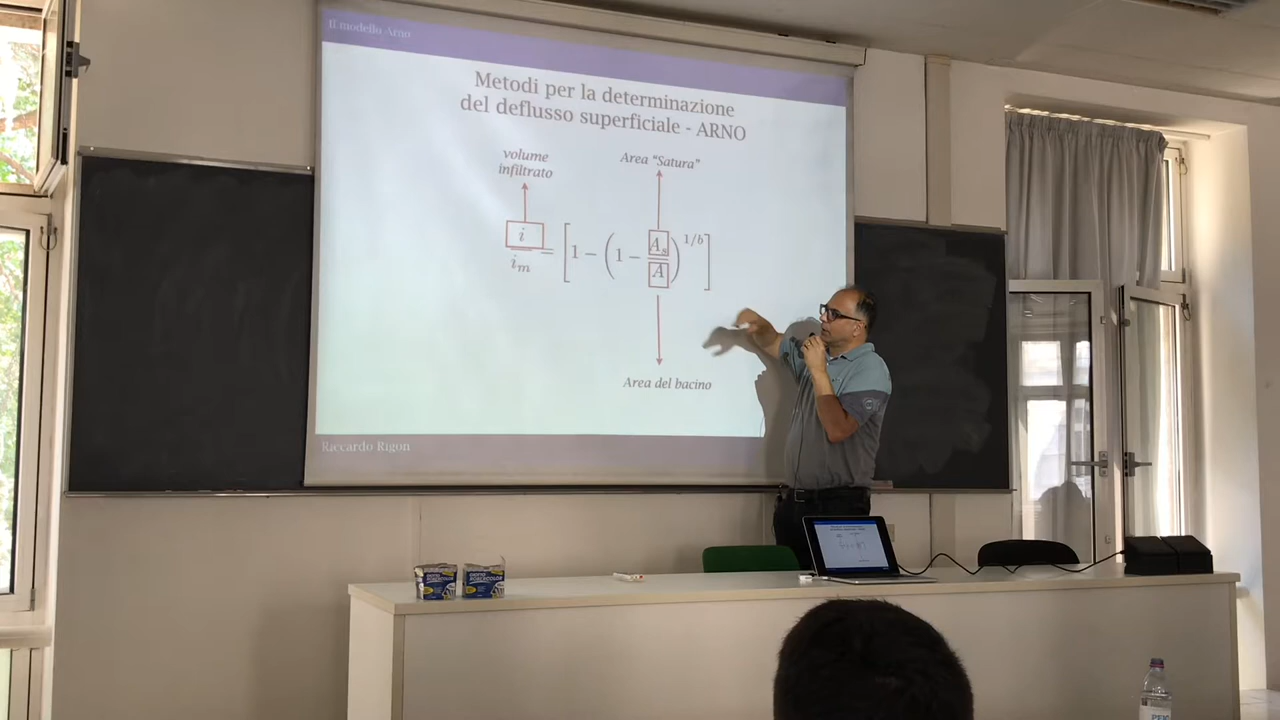 Il modello Arno
Metodi per la determinazione
del deflusso superficiale - ARNO
volume
infiltrato
Area “Satura”
i / i_m = [1 − (1 − A_s / A)^{1/b}]
Area del bacino
Riccardo Rigon